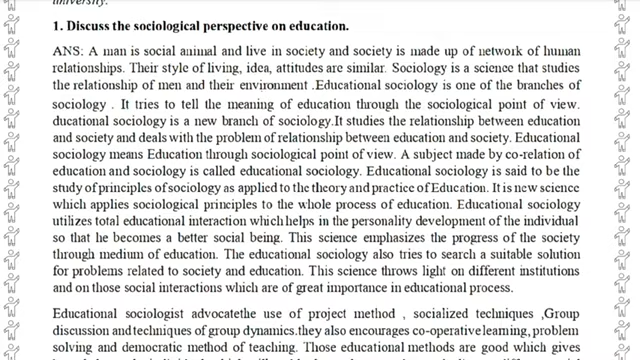 university.
1. Discuss the sociological perspective on education.
ANS: A man is social animal and live in society and society is made up of network of human
relationships. Their style of living, idea, attitudes are similar. Sociology is a science that studies
the relationship of men and their environment .Educational sociology is one of the branches of
sociology . It tries to tell the meaning of education through the sociological point of view.
ducational sociology is a new branch of sociology.It studies the relationship between education
and society and deals with the problem of relationship between education and society. Educational
sociology means Education through sociological point of view. A subject made by co-relation of
education and sociology is called educational sociology. Educational sociology is said to be the
study of principles of sociology as applied to the theory and practice of Education. It is new science
which applies sociological principles to the whole process of education. Educational sociology
utilizes total educational interaction which helps in the personality development of the individual
so that he becomes a better social being. This science emphasizes the progress of the society
through medium of education. The educational sociology also tries to search a suitable solution
for problems related to society and education. This science throws light on different institutions
and on those social interactions which are of great importance in educational process.
Educational sociologist advocatethe use of project method , socialized techniques ,Group
discussion and techniques of group dynamics.they also encourages co-operative learning, problem
solving and democratic method of teaching. Those educational methods are good which gives